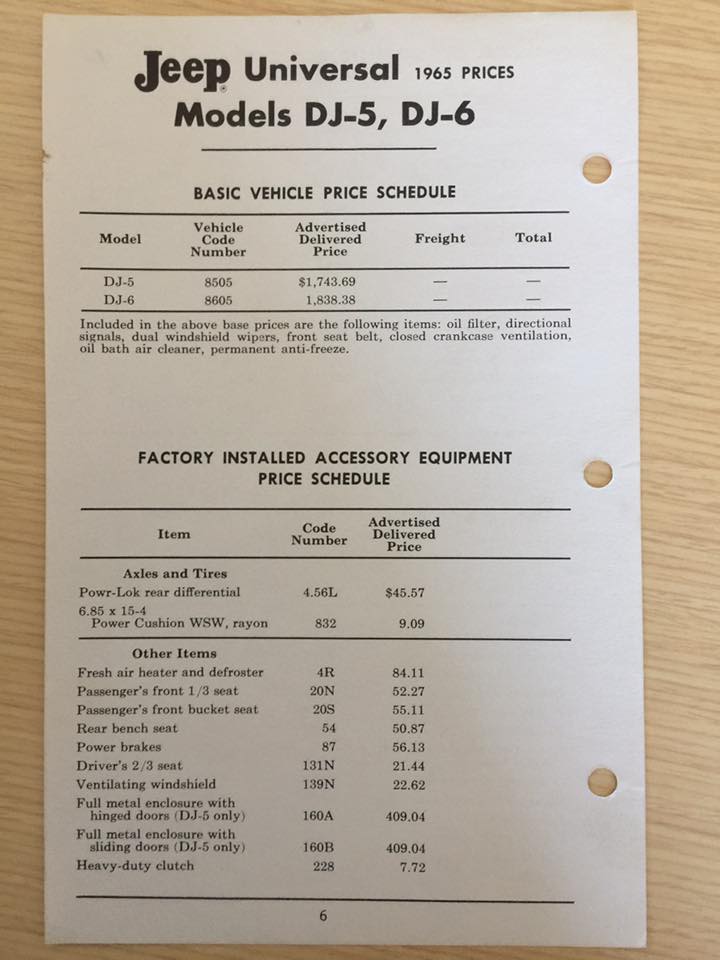 Jeep® Universal 1965 PRICES
Models DJ-5, DJ-6
BASIC VEHICLE PRICE SCHEDULE
Model Vehicle Code Number Advertised Delivered Price Freight Total
DJ-5 8505 $1,743.69 — —
DJ-6 8605 1,838.38 — —
Included in the above base prices are the following items: oil filter, directional
signals, dual windshield wipers, front seat belt, closed crankcase ventilation,
oil bath air cleaner, permanent anti-freeze.
FACTORY INSTALLED ACCESSORY EQUIPMENT
PRICE SCHEDULE
Item Code Number Advertised Delivered Price
Axles and Tires
Powr-Lok rear differential 4.56L $45.57
6.85 x 15-4
Power Cushion WSW, rayon 832 9.09
Other Items
Fresh air heater and defroster 4R 84.11
Passenger's front 1/3 seat 20N 52.27
Passenger's front bucket seat 20S 55.11
Rear bench seat 54 50.87
Power brakes 87 56.13
Driver's 2/3 seat 131N 21.44
Ventilating windshield 139N 22.62
Full metal enclosure with
hinged doors (DJ-5 only) 160A 409.04
Full metal enclosure with
sliding doors (DJ-5 only) 160B 409.04
Heavy-duty clutch 228 7.72
6